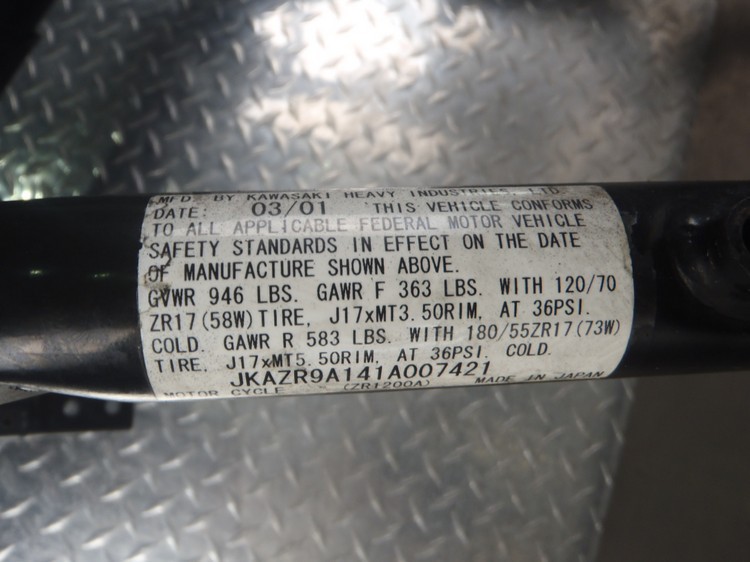 MFD. BY KAWASAKI HEAVY INDUSTRIES, LTD.
DATE: 03/01 THIS VEHICLE CONFORMS
TO ALL APPLICABLE FEDERAL MOTOR VEHICLE
SAFETY STANDARDS IN EFFECT ON THE DATE
OF MANUFACTURE SHOWN ABOVE.
GVWR 946 LBS. GAWR F 363 LBS. WITH 120/70
ZR17(58W)TIRE, J17xMT3.50RIM, AT 36PSI.
COLD. GAWR R 583 LBS. WITH 180/55ZR17(73W)
TIRE, J17xMT5.50RIM, AT 36PSI. COLD.
JKAZR9A141A007421
MOTOR CYCLE (ZR1200A) MADE IN JAPAN